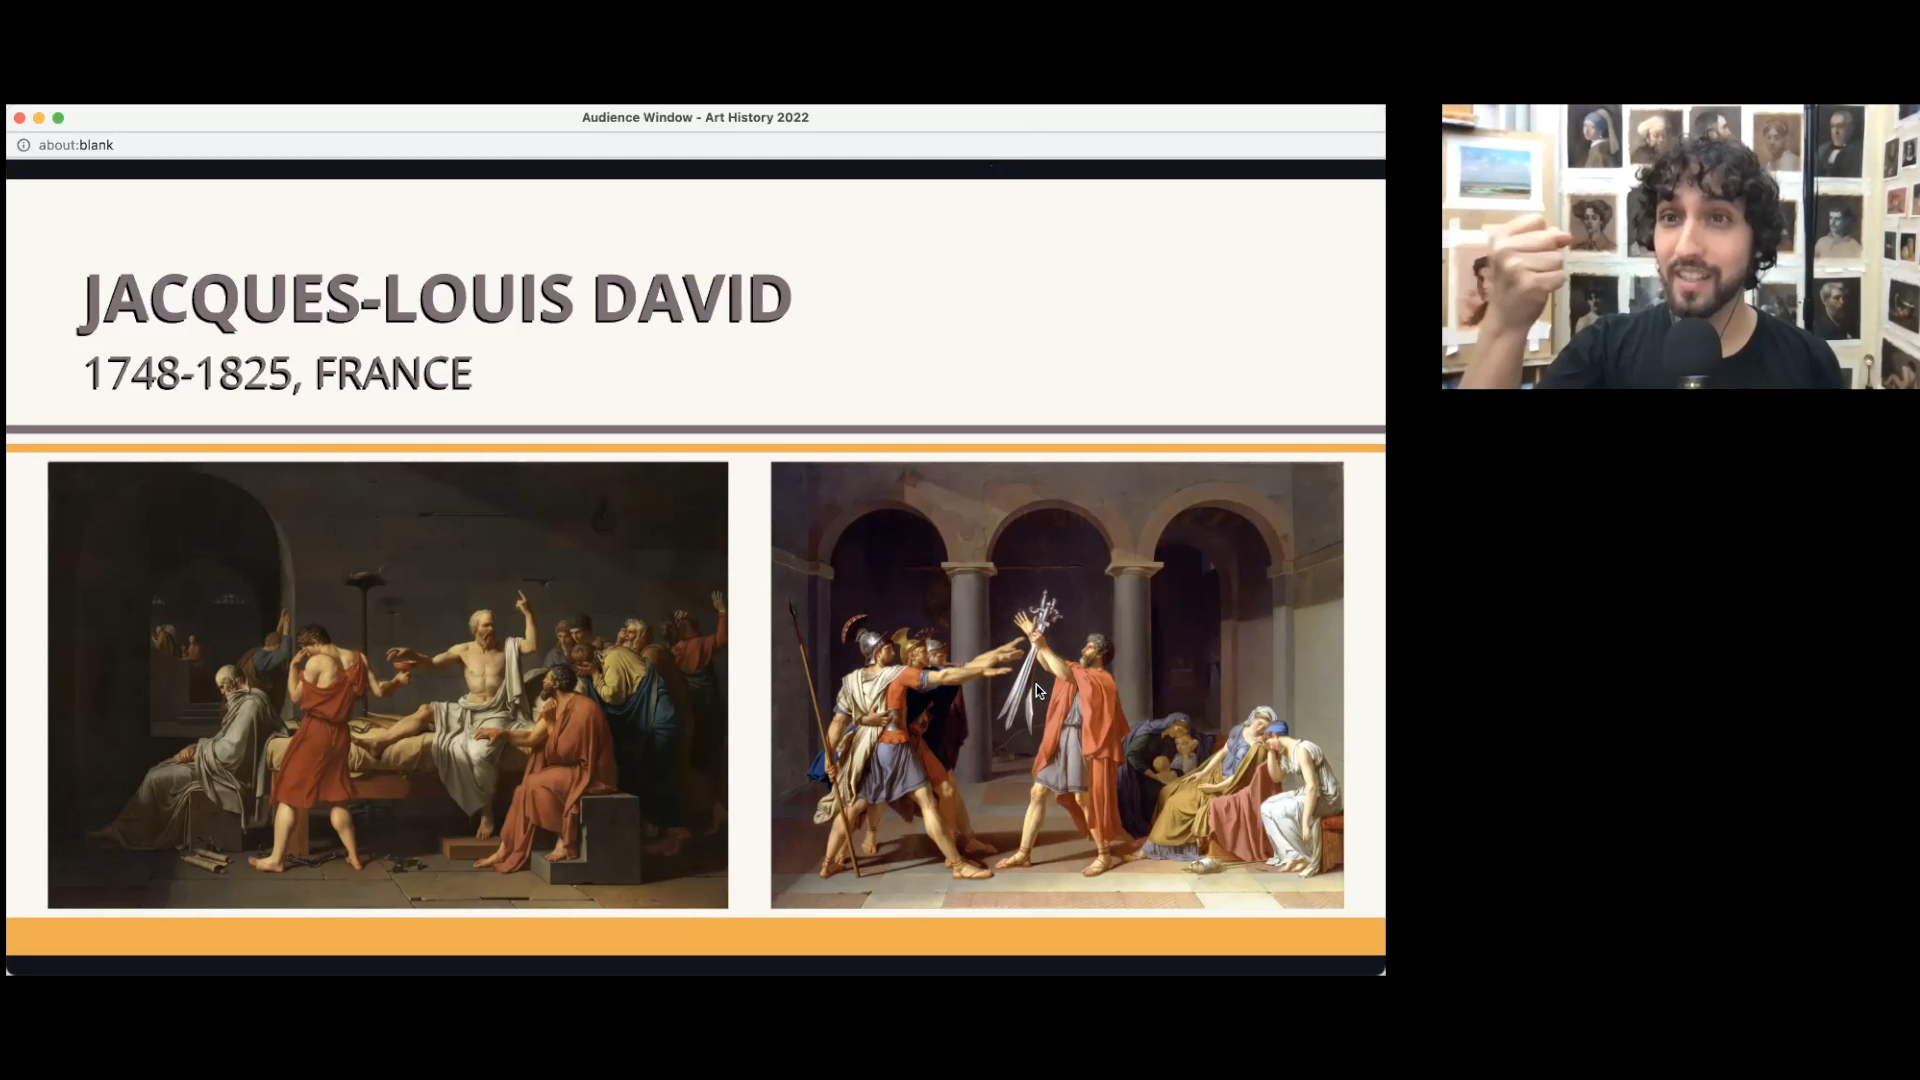 Audience Window - Art History 2022
about:blank
JACQUES-LOUIS DAVID
1748-1825, FRANCE